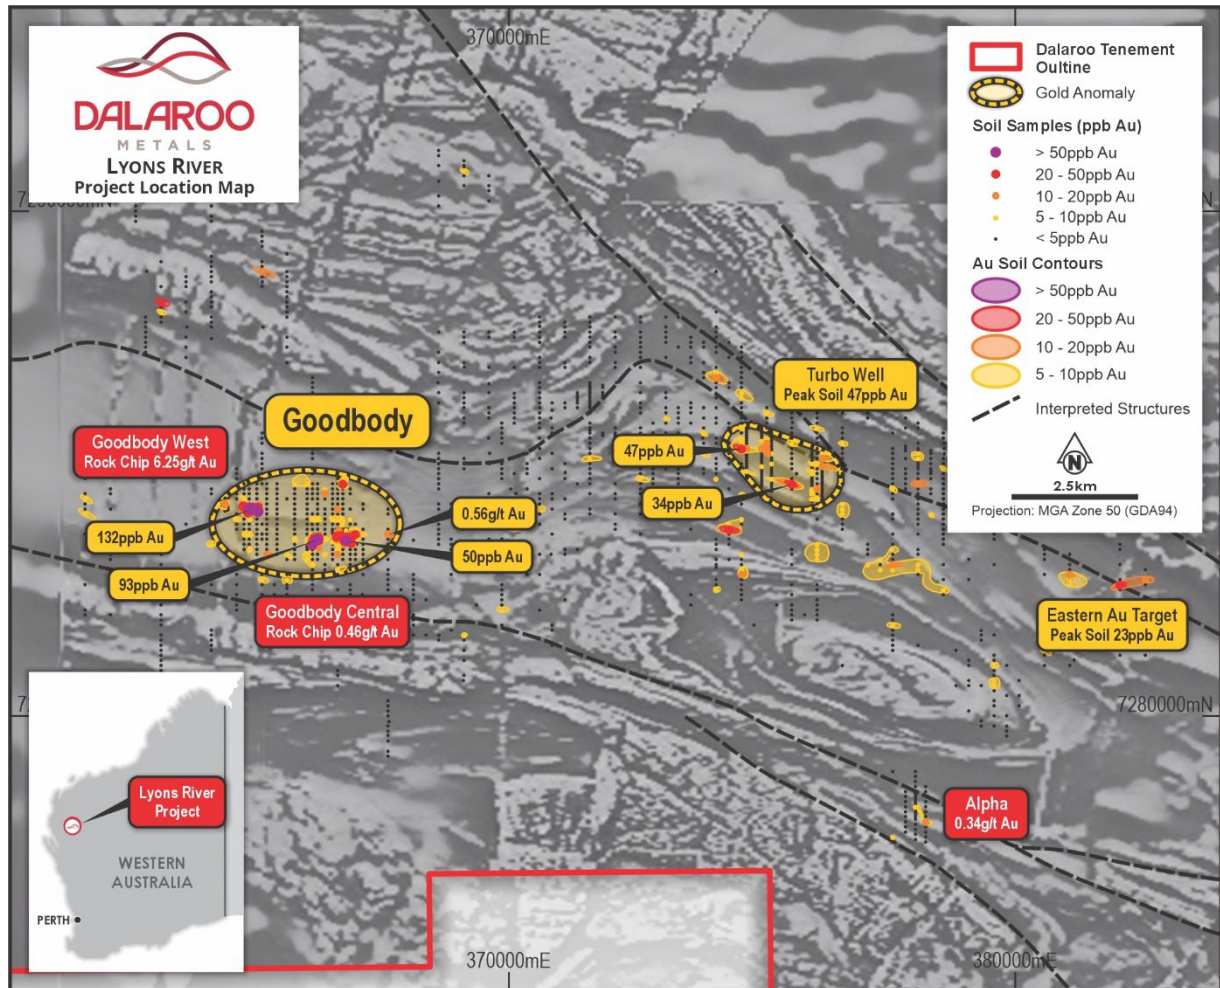 370000mE
DALAROO
METALS
LYONS RIVER
Project Location Map
7290000mN
Dalaroo Tenement
Oultine
Gold Anomaly
Soil Samples (ppb Au)
> 50ppb Au
20 - 50ppb Au
10 - 20ppb Au
5 - 10ppb Au
< 5ppb Au
Au Soil Contours
> 50ppb Au
20 - 50ppb Au
10 - 20ppb Au
5 - 10ppb Au
Interpreted Structures
N
2.5km
Projection: MGA Zone 50 (GDA94)
Turbo Well
Peak Soil 47ppb Au
Goodbody
Goodbody West
Rock Chip 6.25g/t Au
47ppb Au
34ppb Au
0.56g/t Au
132ppb Au
50ppb Au
93ppb Au
Goodbody Central
Rock Chip 0.46g/t Au
Eastern Au Target
Peak Soil 23ppb Au
7280000mN
Lyons River
Project
WESTERN
AUSTRALIA
PERTH
Alpha
0.34g/t Au
370000mE
380000mE